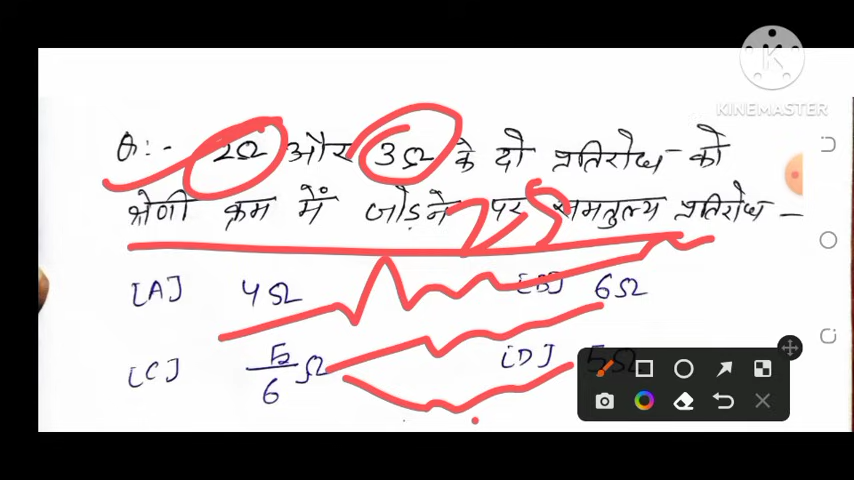 KINEMASTER
Q:- 2Ω और 3Ω के दो प्रतिरोध को
श्रेणी क्रम में जोड़ने पर समतुल्य प्रतिरोध -
[A] 4Ω [B] 6Ω
[C] 5/6 Ω [D] 5Ω